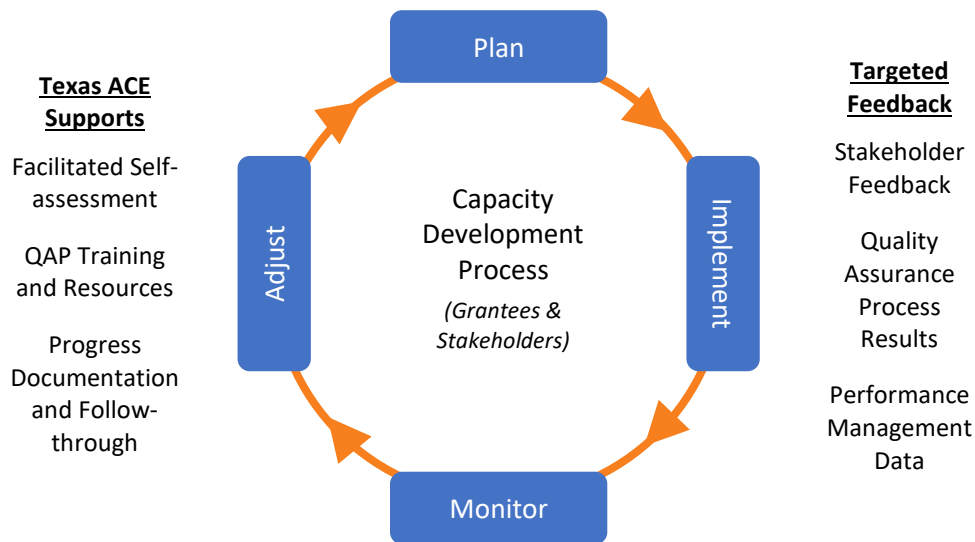 Plan
Texas ACE
Supports
Facilitated Self-
assessment
QAP Training
and Resources
Progress
Documentation
and Follow-
through
Adjust
Capacity
Development
Process
(Grantees &
Stakeholders)
Implement
Monitor
Targeted
Feedback
Stakeholder
Feedback
Quality
Assurance
Process
Results
Performance
Management
Data